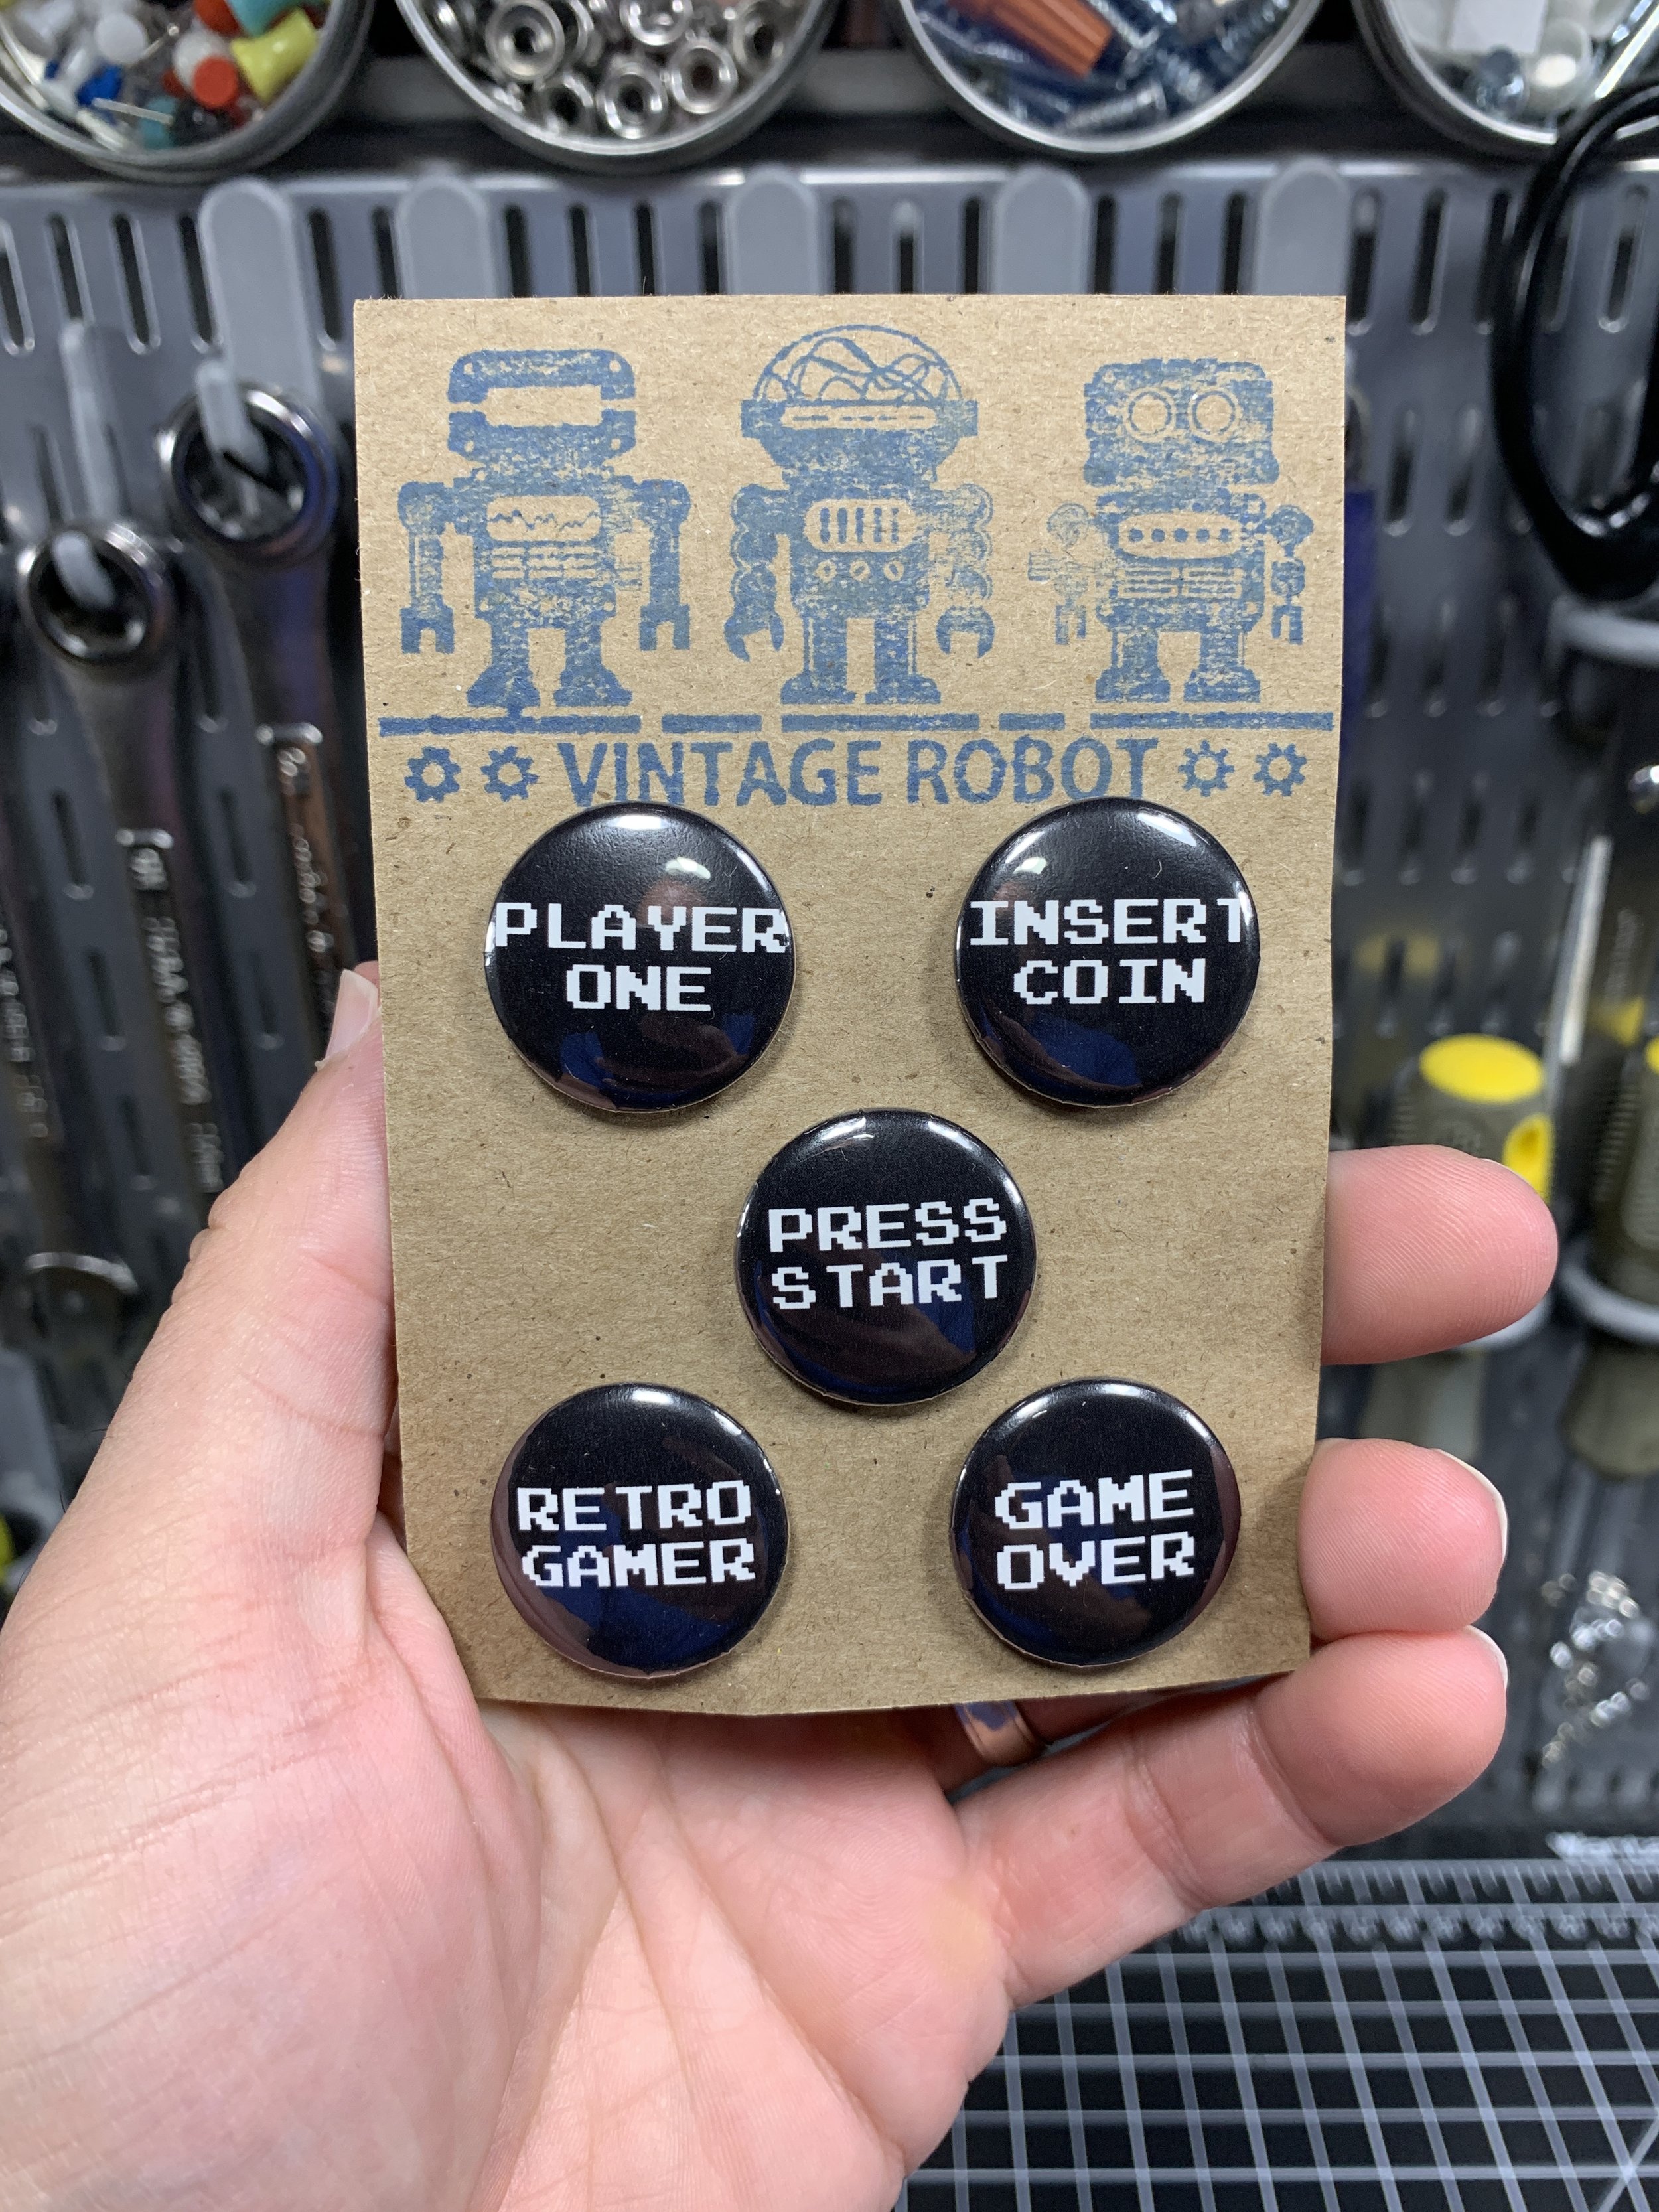 VINTAGE ROBOT
PLAYER
ONE
INSERT
COIN
PRESS
START
RETRO
GAMER
GAME
OVER